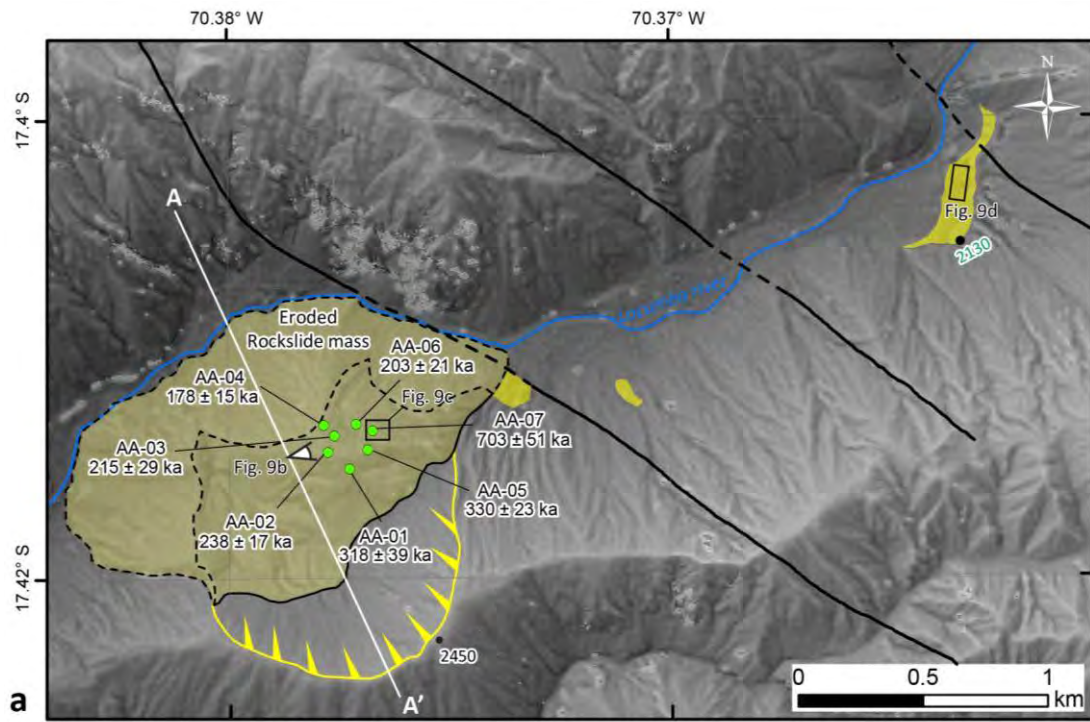 70.38° W
70.37° W
17.4° S
17.42° S
N
A
Fig. 9d
2130
Locumba river
Eroded
Rockslide mass
AA-06
203 ± 21 ka
AA-04
178 ± 15 ka
Fig. 9c
AA-07
703 ± 51 ka
AA-03
215 ± 29 ka
Fig. 9b
AA-05
330 ± 23 ka
AA-02
238 ± 17 ka
AA-01
318 ± 39 ka
2450
A'
a
0 0.5 1
km